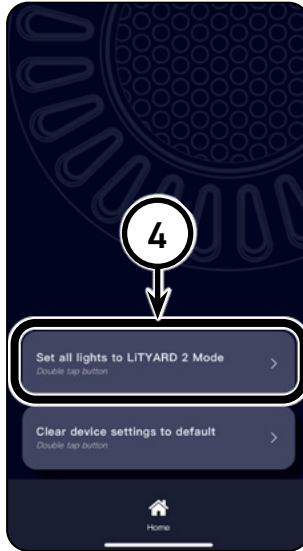 4
Set all lights to LiTYARD 2 Mode
Double tap button
Clear device settings to default
Double tap button
Home